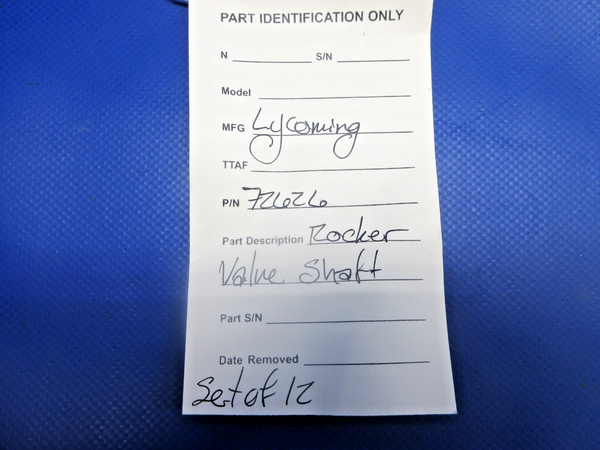 PART IDENTIFICATION ONLY
N S/N
Model
MFG Lycoming
TTAF
P/N 72626
Part Description Rocker
Valve Shaft
Part S/N
Date Removed
Set of 12